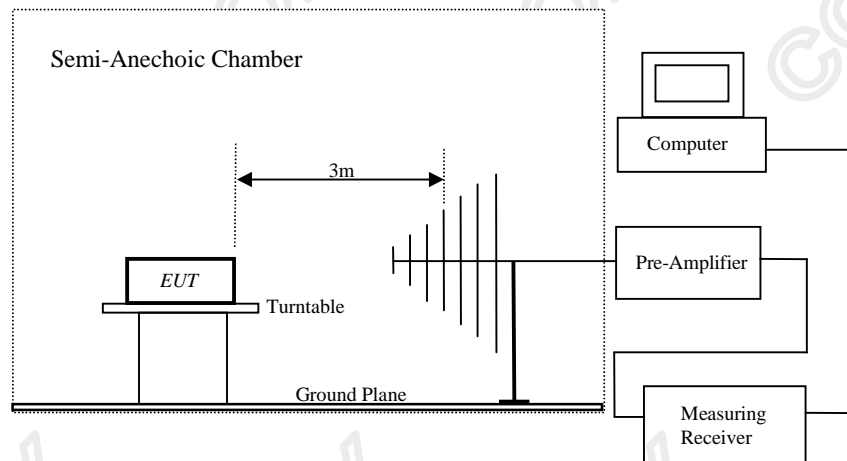 Semi-Anechoic Chamber
Computer
3m
Pre-Amplifier
EUT
Turntable
Ground Plane
Measuring
Receiver